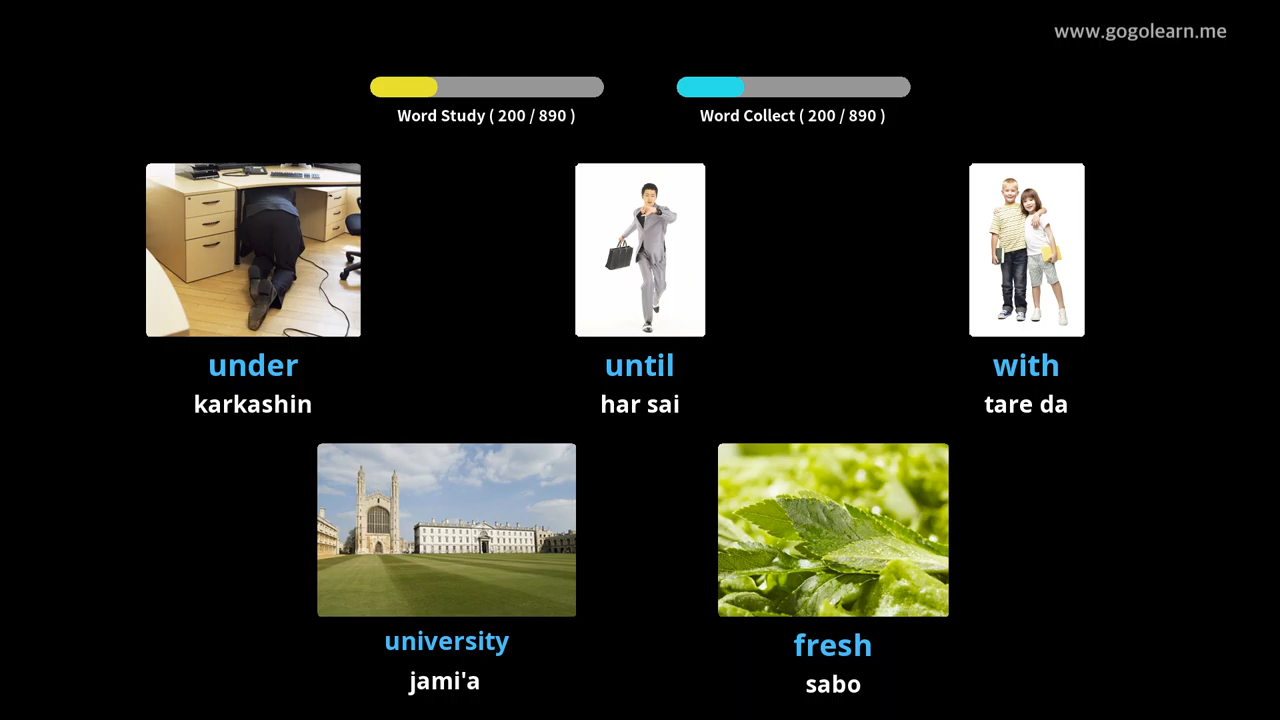 www.gogolearn.me
Word Study ( 200 / 890 )
Word Collect ( 200 / 890 )
under
karkashin
until
har sai
with
tare da
university
jami'a
fresh
sabo